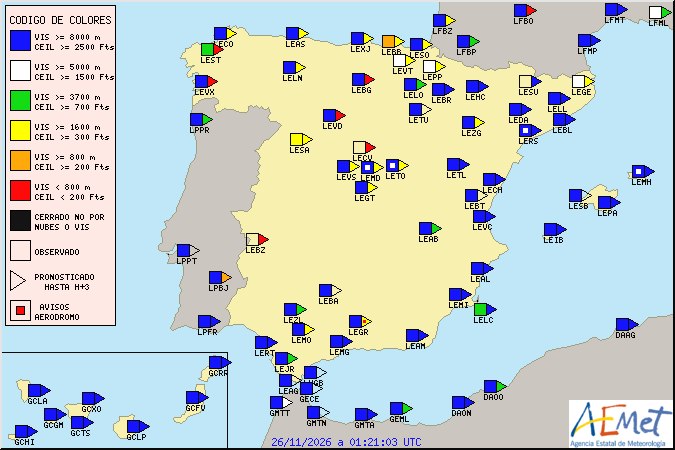 CODIGO DE COLORES
VIS >= 8000 m
CEIL >= 2500 Fts
VIS >= 5000 m
CEIL >= 1500 Fts
VIS >= 3700 m
CEIL >= 700 Fts
VIS >= 1600 m
CEIL >= 300 Fts
VIS >= 800 m
CEIL >= 200 Fts
VIS < 800 m
CEIL < 200 Fts
CERRADO NO POR
NUBES O VIS
OBSERVADO
PRONOSTICADO
HASTA H+3
AVISOS
AERODROMO
LFBO
LFMT
LFML
LFBZ
LECO
LEAS
LEXJ
LEBB
LESO
LFBP
LFMP
LEST
LEVT
LEPP
LELN
LEVX
LEBG
LELO
LEBR
LEHC
LESU
LEGE
LELL
LPPR
LEVD
LETU
LEZG
LEDA
LEBL
LERS
LESA
LECV
LEVS
LEMD
LETO
LETL
LEMH
LEGT
LECH
LEBT
LESB
LEPA
LEVC
LEIB
LEAB
LEBZ
LPPT
LPBJ
LEAL
LEBA
LEMI
LELC
LEZL
LPFR
LEMO
LEGR
LEAM
DAAG
LERT
LEMG
LEJR
GCRR
LEAG
LWGB
GECE
DAOO
GCLA
GCXO
GCFV
GMTT
GMTN
GMTA
GEML
DAON
GCGM
GCTS
GCLP
GCHI
26/11/2026 a 01:21:03 UTC
AEMet
Agencia Estatal de Meteorología